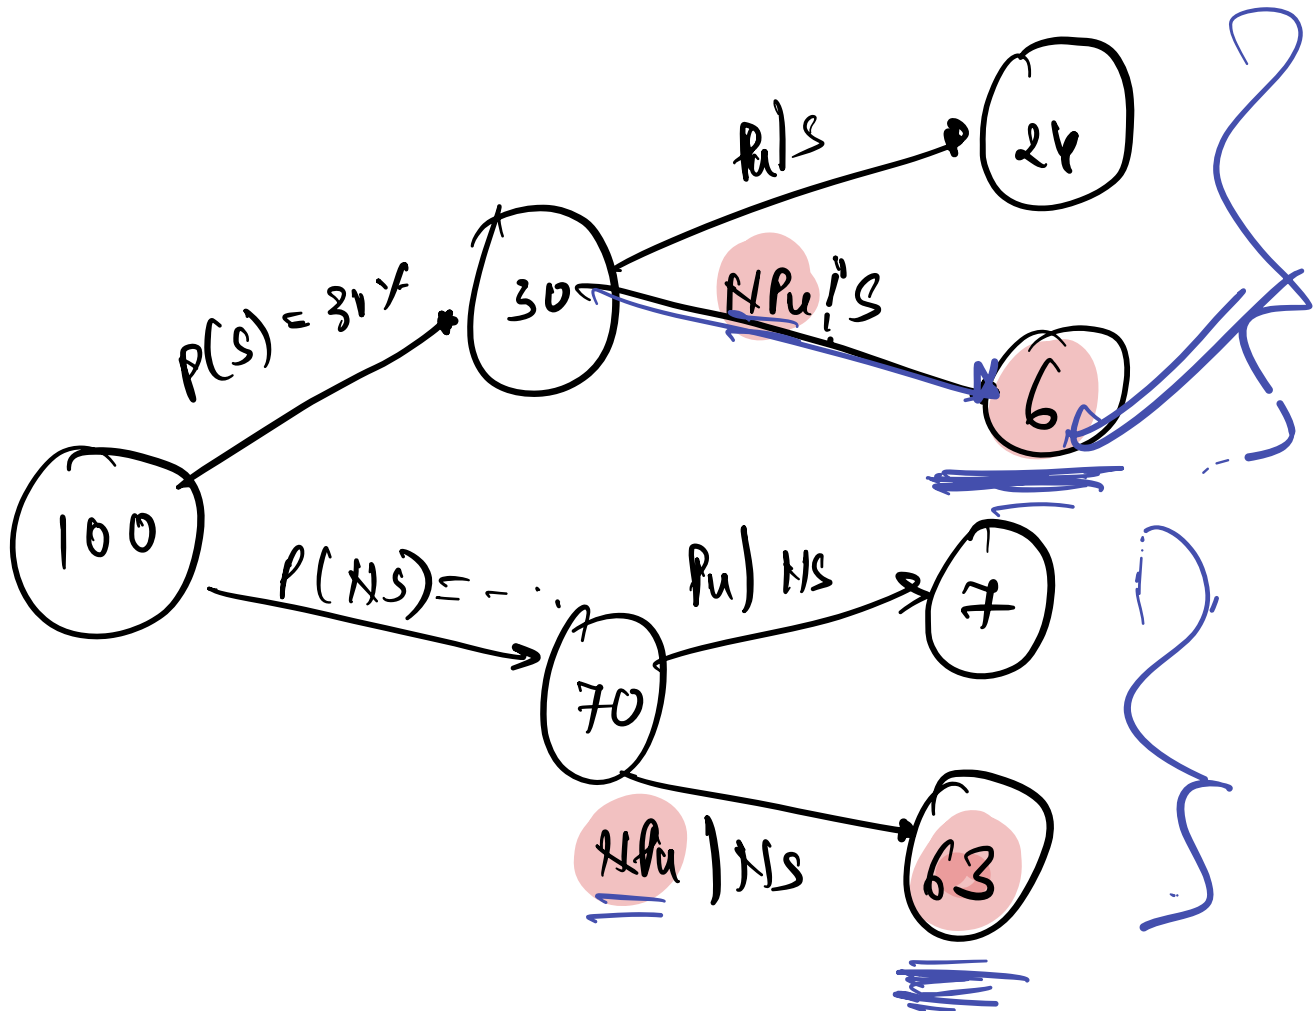 Pu|S
24
P(S) = 30%
30
NPu|S
6
100
P(NS) = - . .
Pu|NS
7
70
NPu|NS
63